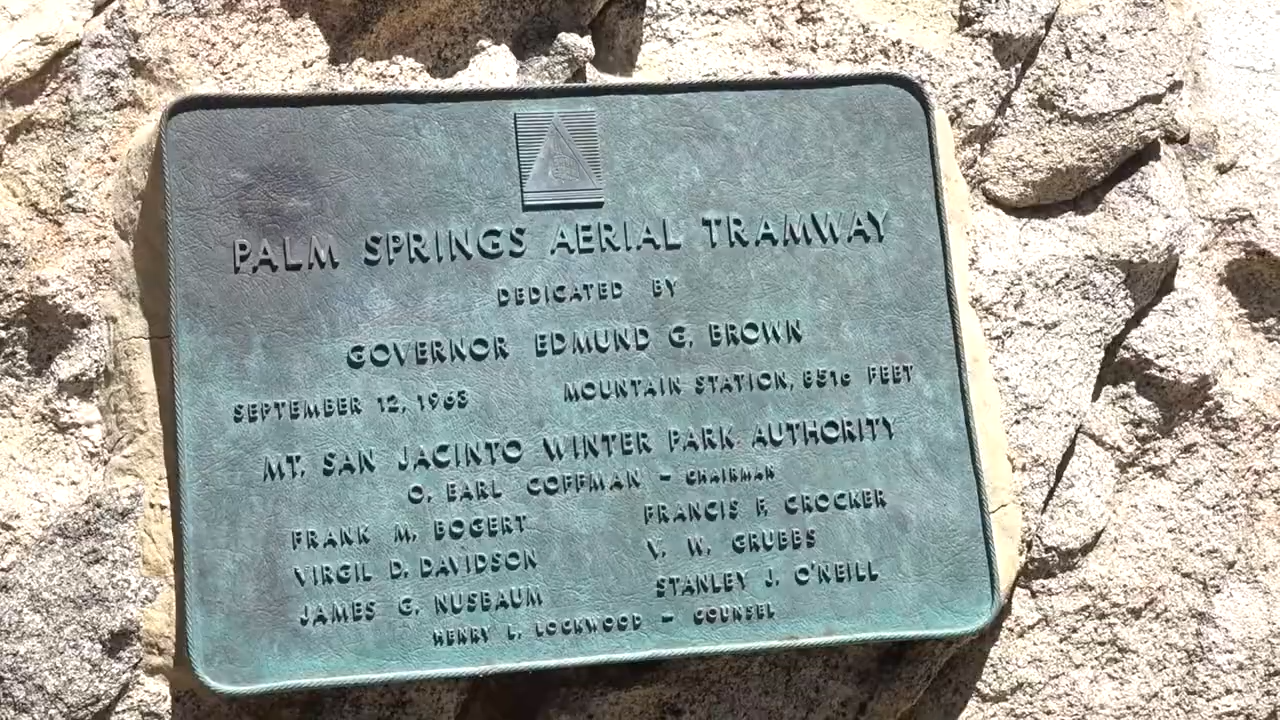 PALM SPRINGS AERIAL TRAMWAY
DEDICATED BY
GOVERNOR EDMUND G. BROWN
SEPTEMBER 12, 1963 MOUNTAIN STATION, 8516 FEET
MT. SAN JACINTO WINTER PARK AUTHORITY
O. EARL COFFMAN – CHAIRMAN
FRANK M. BOGERT FRANCIS F. CROCKER
VIRGIL D. DAVIDSON V. W. GRUBBS
JAMES G. NUSBAUM STANLEY J. O'NEILL
HENRY L. LOCKWOOD – COUNSEL